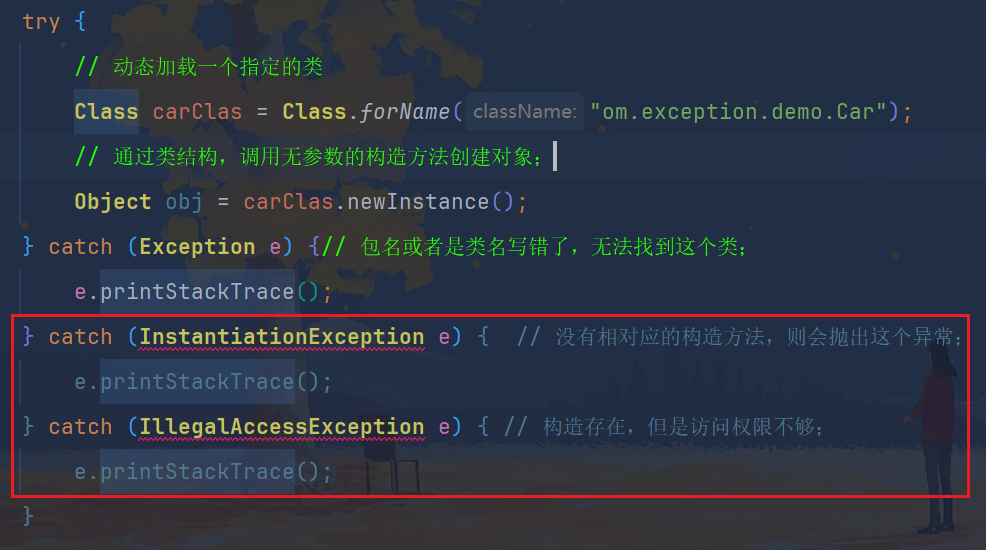 try {
// 动态加载一个指定的类
Class carClas = Class.forName( className: "om.exception.demo.Car");
// 通过类结构，调用无参数的构造方法创建对象；
Object obj = carClas.newInstance();
} catch (Exception e) {// 包名或者是类名写错了，无法找到这个类；
e.printStackTrace();
} catch (InstantiationException e) {  // 没有相对应的构造方法，则会抛出这个异常；
e.printStackTrace();
} catch (IllegalAccessException e) { // 构造存在，但是访问权限不够；
e.printStackTrace();
}